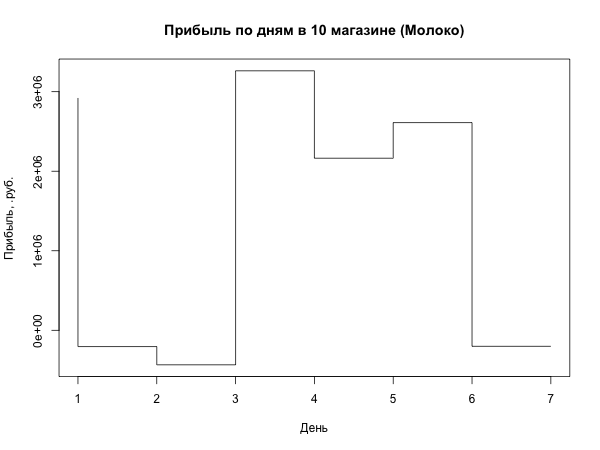 Прибыль по дням в 10 магазине (Молоко)
Прибыль, .руб.
3e+06
2e+06
1e+06
0e+00
1 2 3 4 5 6 7
День